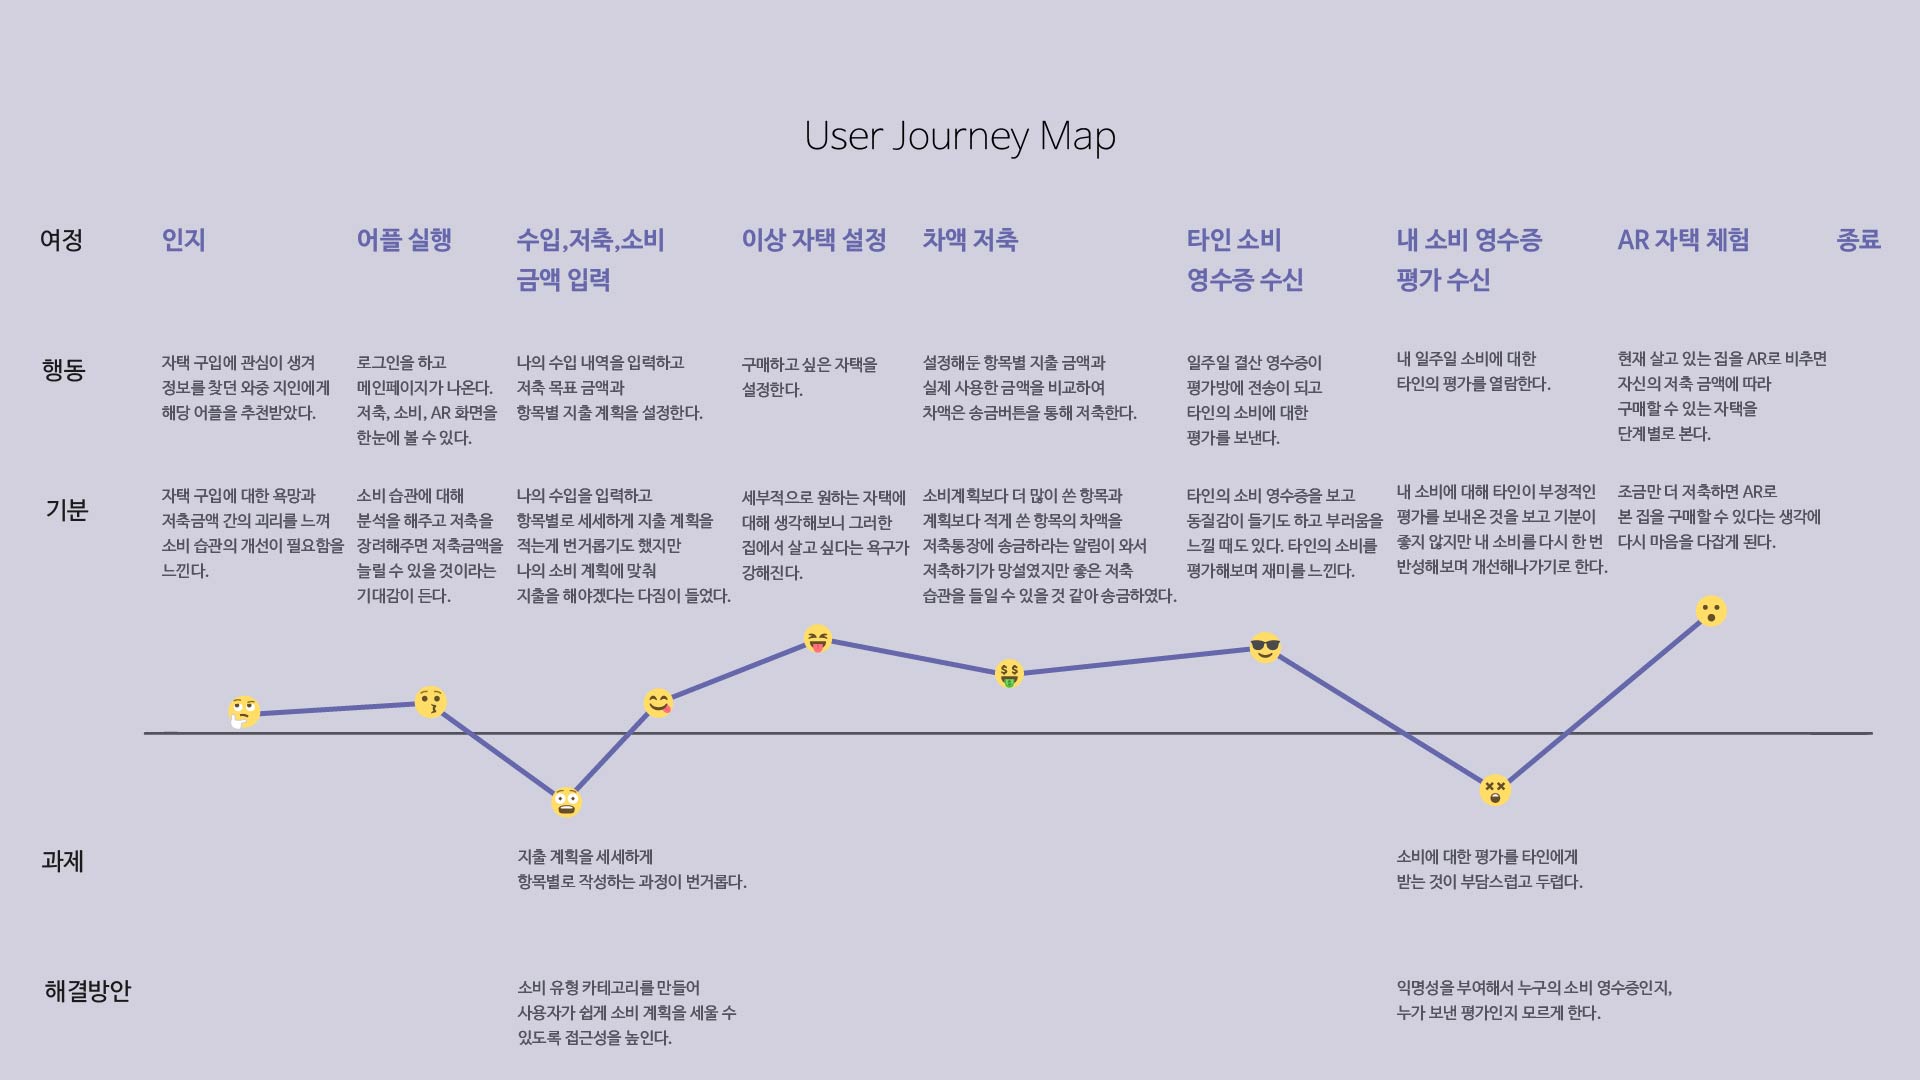 User Journey Map
여정
인지
어플 실행
수입,저축,소비
금액 입력
이상 자택 설정
차액 저축
타인 소비
영수증 수신
내 소비 영수증
평가 수신
AR 자택 체험
종료
행동
자택 구입에 관심이 생겨
정보를 찾던 와중 지인에게
해당 어플을 추천받았다.
로그인을 하고
메인페이지가 나온다.
저축, 소비, AR 화면을
한눈에 볼 수 있다.
나의 수입 내역을 입력하고
저축 목표 금액과
항목별 지출 계획을 설정한다.
구매하고 싶은 자택을
설정한다.
설정해둔 항목별 지출 금액과
실제 사용한 금액을 비교하여
차액은 송금버튼을 통해 저축한다.
일주일 결산 영수증이
평가방에 전송이 되고
타인의 소비에 대한
평가를 보낸다.
내 일주일 소비에 대한
타인의 평가를 열람한다.
현재 살고 있는 집을 AR로 비추면
자신의 저축 금액에 따라
구매할 수 있는 자택을
단계별로 본다.
기분
자택 구입에 대한 욕망과
저축금액 간의 괴리를 느껴
소비 습관의 개선이 필요함을
느낀다.
소비 습관에 대해
분석을 해주고 저축을
장려해주면 저축금액을
늘릴 수 있을 것이라는
기대감이 든다.
나의 수입을 입력하고
항목별로 세세하게 지출 계획을
적는게 번거롭기도 했지만
나의 소비 계획에 맞춰
지출을 해야겠다는 다짐이 들었다.
세부적으로 원하는 자택에
대해 생각해보니 그러한
집에서 살고 싶다는 욕구가
강해진다.
소비계획보다 더 많이 쓴 항목과
계획보다 적게 쓴 항목의 차액을
저축통장에 송금하라는 알림이 와서
저축하기가 망설였지만 좋은 저축
습관을 들일 수 있을 것 같아 송금하였다.
타인의 소비 영수증을 보고
동질감이 들기도 하고 부러움을
느낄 때도 있다. 타인의 소비를
평가해보며 재미를 느낀다.
내 소비에 대해 타인이 부정적인
평가를 보내온 것을 보고 기분이
좋지 않지만 내 소비를 다시 한 번
반성해보며 개선해나가기로 한다.
조금만 더 저축하면 AR로
본 집을 구매할 수 있다는 생각에
다시 마음을 다잡게 된다.
과제
지출 계획을 세세하게
항목별로 작성하는 과정이 번거롭다.
소비에 대한 평가를 타인에게
받는 것이 부담스럽고 두렵다.
해결방안
소비 유형 카테고리를 만들어
사용자가 쉽게 소비 계획을 세울 수
있도록 접근성을 높인다.
익명성을 부여해서 누구의 소비 영수증인지,
누가 보낸 평가인지 모르게 한다.